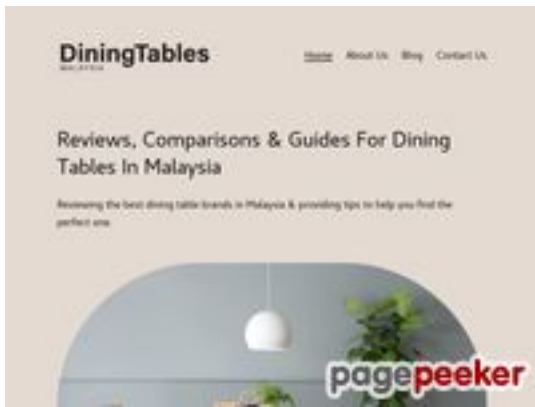 DiningTables
MALAYSIA
Home About Us Blog Contact Us
Reviews, Comparisons & Guides For Dining
Tables In Malaysia
Reviewing the best dining table brands in Malaysia & providing tips to help you find the
perfect one.
pagepeeker